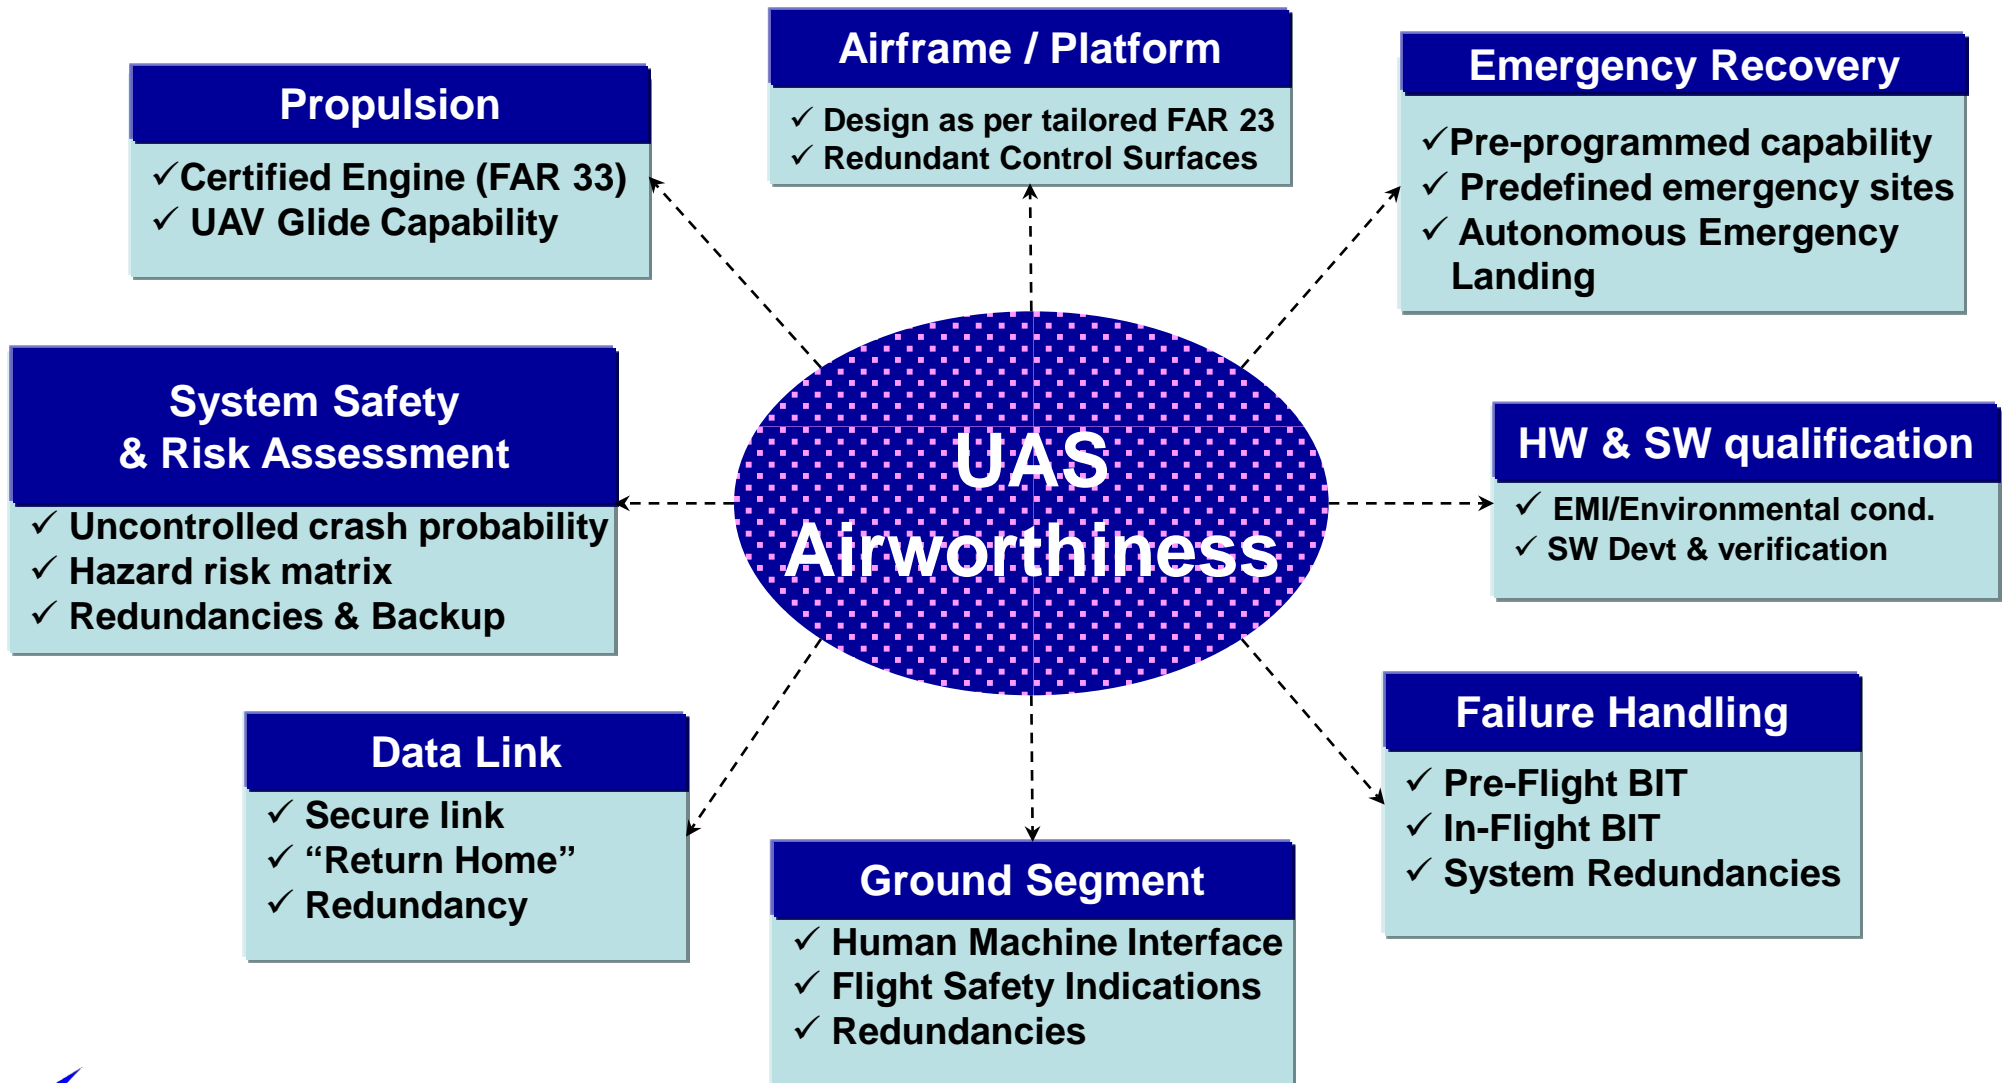 Airframe / Platform
✓ Design as per tailored FAR 23
✓ Redundant Control Surfaces
Propulsion
✓Certified Engine (FAR 33)
✓ UAV Glide Capability
Emergency Recovery
✓Pre-programmed capability
✓ Predefined emergency sites
✓ Autonomous Emergency
Landing
System Safety
& Risk Assessment
✓ Uncontrolled crash probability
✓ Hazard risk matrix
✓ Redundancies & Backup
UAS
Airworthiness
HW & SW qualification
✓ EMI/Environmental cond.
✓ SW Devt & verification
Data Link
✓ Secure link
✓ “Return Home”
✓ Redundancy
Ground Segment
✓ Human Machine Interface
✓ Flight Safety Indications
✓ Redundancies
Failure Handling
✓ Pre-Flight BIT
✓ In-Flight BIT
✓ System Redundancies